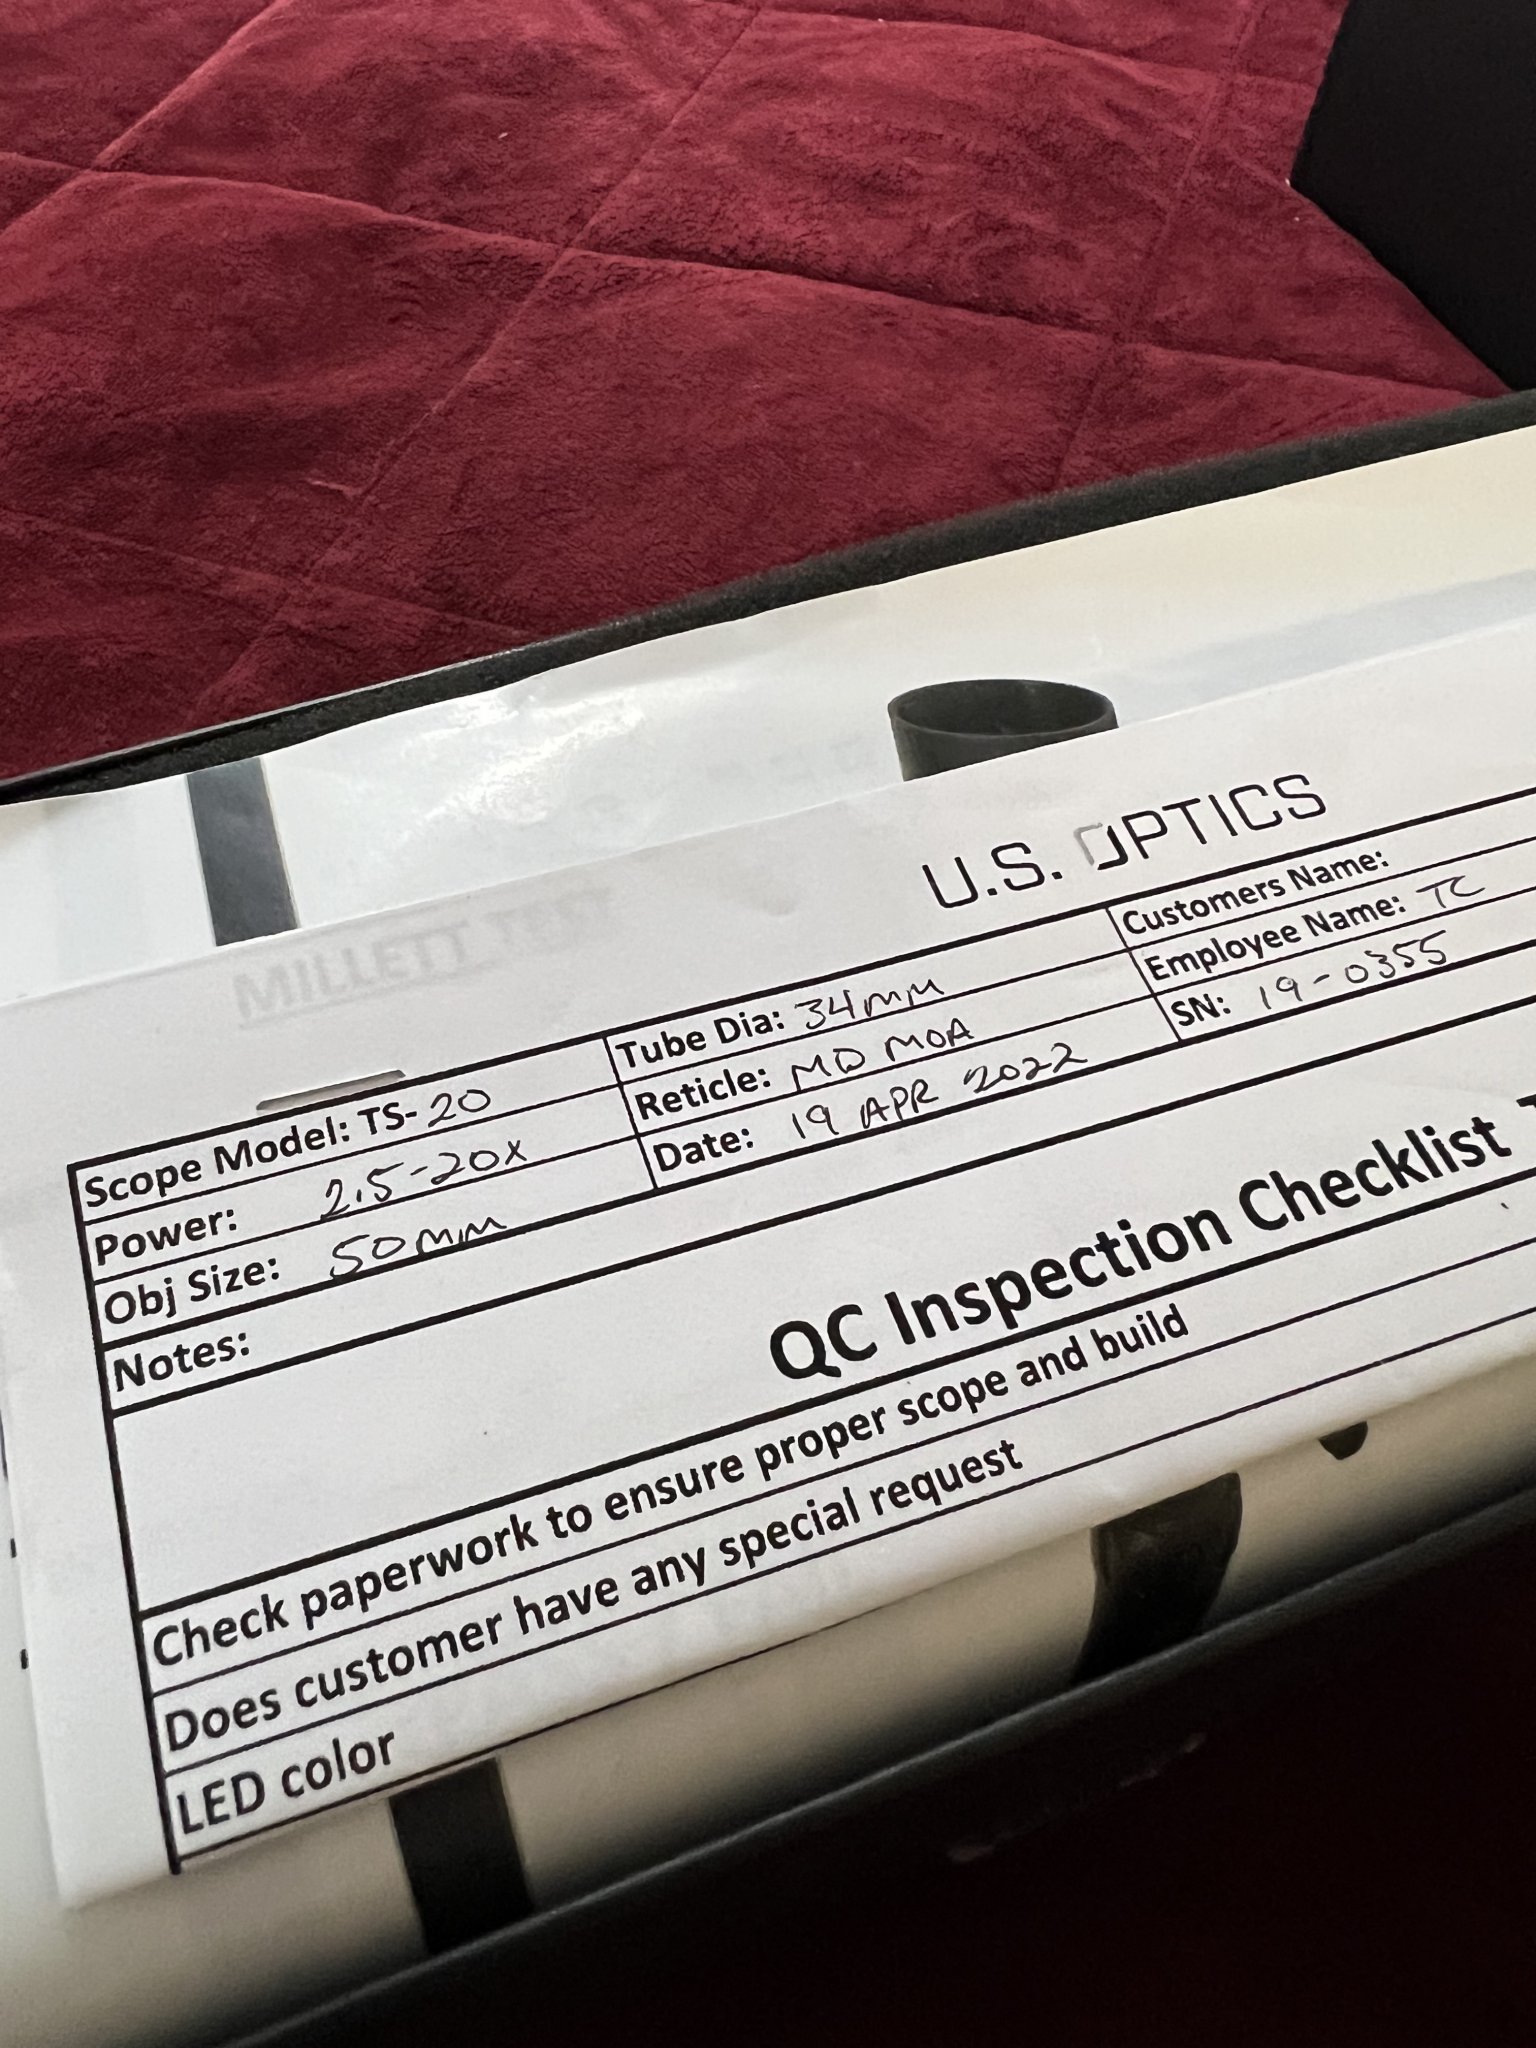 U.S. OPTICS
Customers Name:
Employee Name: TC
SN: 19-0355
Tube Dia: 34MM
Reticle: MD MOA
Date: 19 APR 2022
Scope Model: TS-20
Power: 2.5-20X
Obj Size: 50MM
Notes:
QC Inspection Checklist
Check paperwork to ensure proper scope and build
Does customer have any special request
LED color
MILLETT